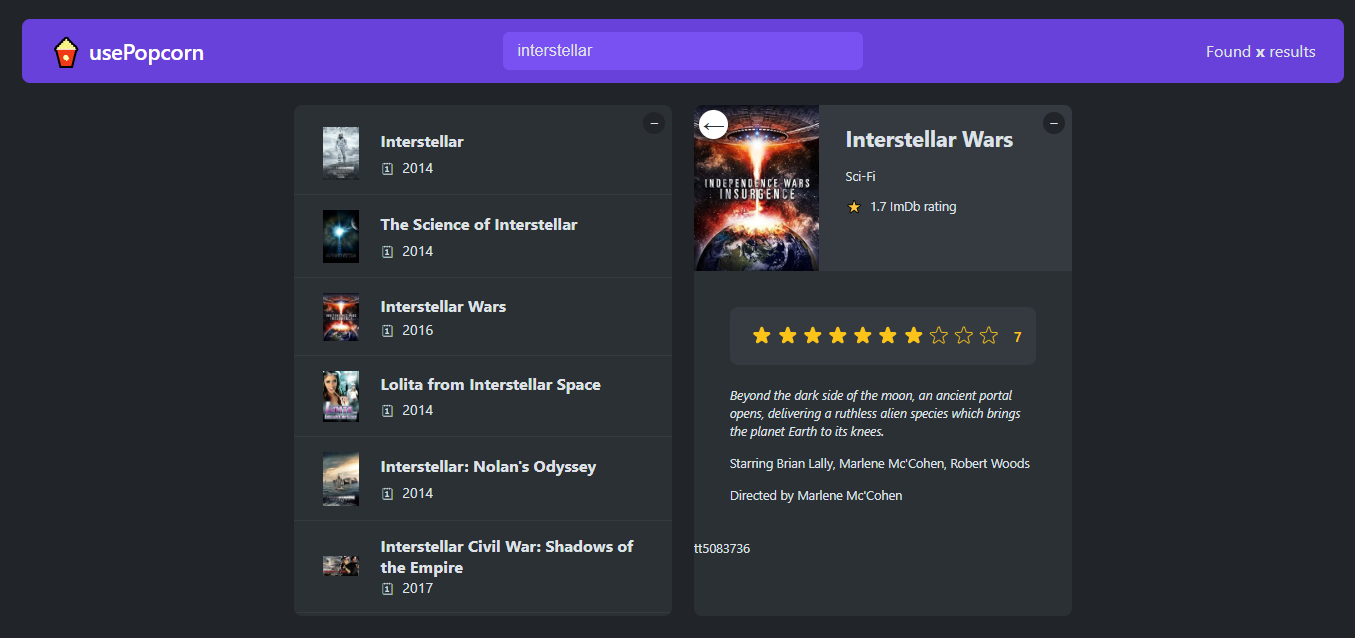 usePopcorn
interstellar
Found x results
Interstellar
2014
The Science of Interstellar
2014
Interstellar Wars
2016
Lolita from Interstellar Space
2014
Interstellar: Nolan's Odyssey
2014
Interstellar Civil War: Shadows of
the Empire
2017
←
INDEPENDENCE WARS
INSURGENCE
Interstellar Wars
–
Sci-Fi
1.7 ImDb rating
7
Beyond the dark side of the moon, an ancient portal
opens, delivering a ruthless alien species which brings
the planet Earth to its knees.
Starring Brian Lally, Marlene Mc'Cohen, Robert Woods
Directed by Marlene Mc'Cohen
tt5083736